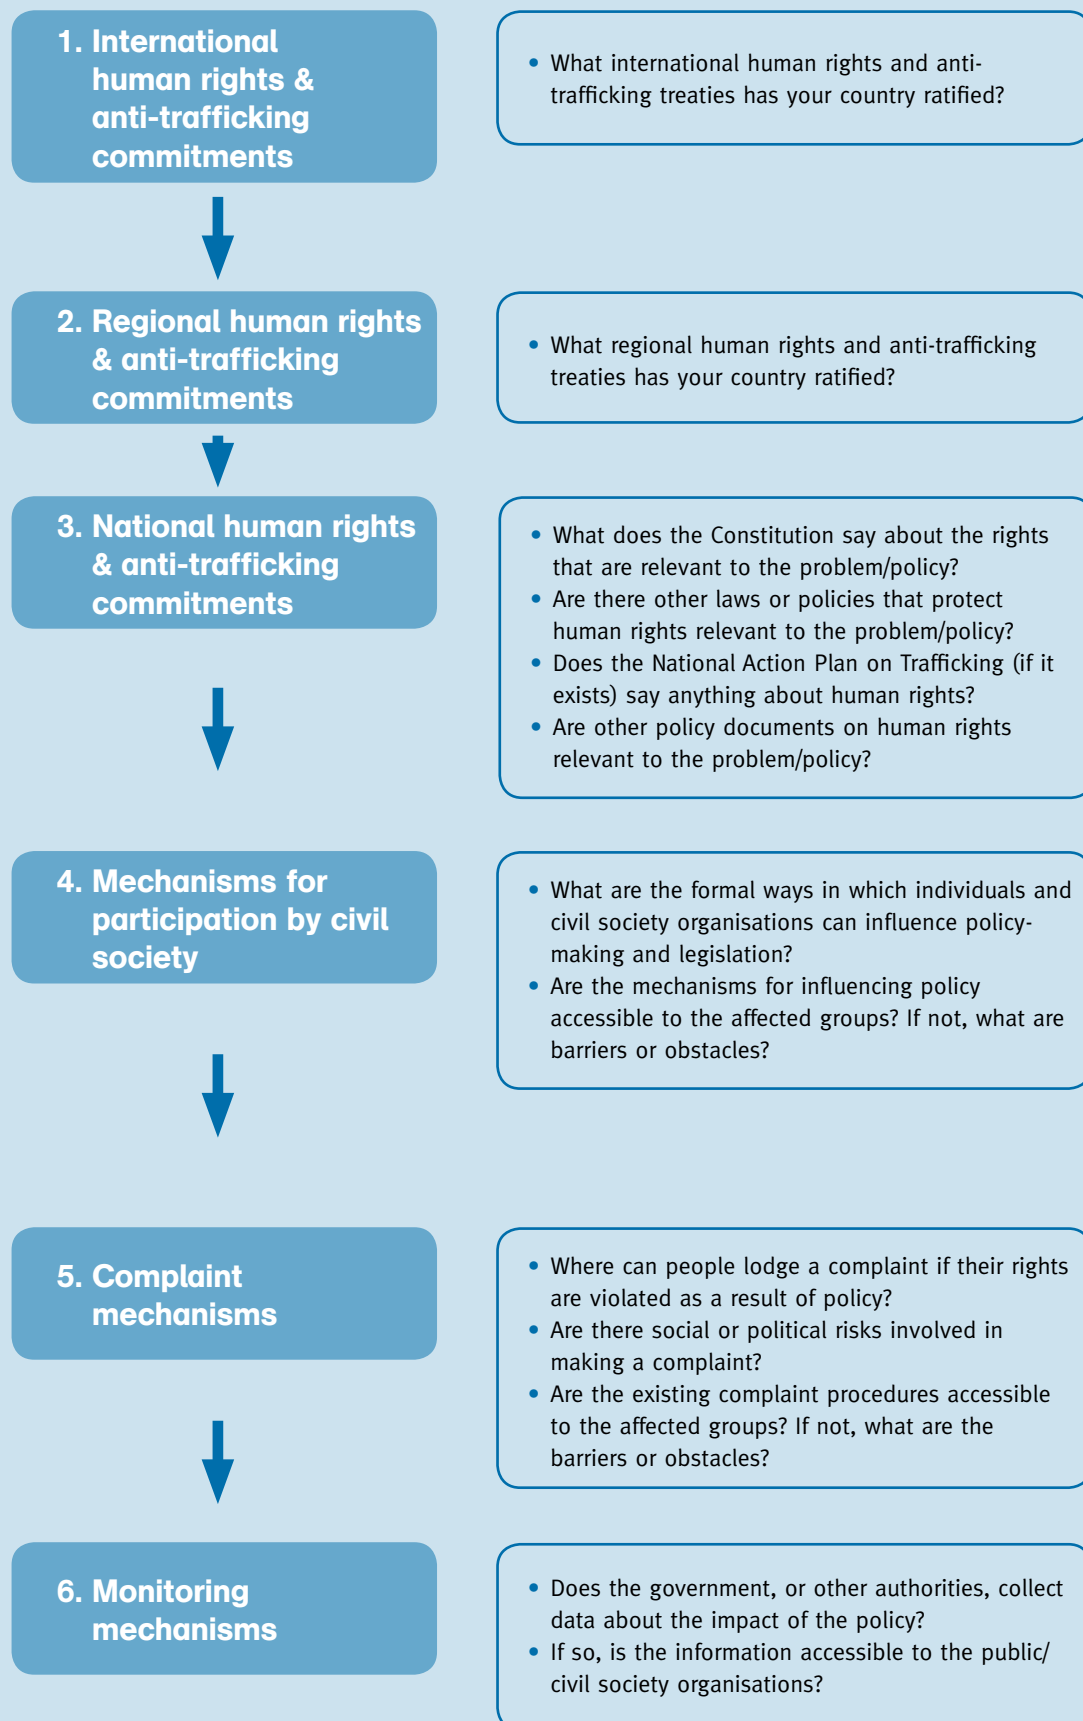 1. International
human rights &
anti-trafficking
commitments
• What international human rights and anti-
trafficking treaties has your country ratified?
2. Regional human rights
& anti-trafficking
commitments
• What regional human rights and anti-trafficking
treaties has your country ratified?
3. National human rights
& anti-trafficking
commitments
• What does the Constitution say about the rights
that are relevant to the problem/policy?
• Are there other laws or policies that protect
human rights relevant to the problem/policy?
• Does the National Action Plan on Trafficking (if it
exists) say anything about human rights?
• Are other policy documents on human rights
relevant to the problem/policy?
4. Mechanisms for
participation by civil
society
• What are the formal ways in which individuals and
civil society organisations can influence policy-
making and legislation?
• Are the mechanisms for influencing policy
accessible to the affected groups? If not, what are
barriers or obstacles?
5. Complaint
mechanisms
• Where can people lodge a complaint if their rights
are violated as a result of policy?
• Are there social or political risks involved in
making a complaint?
• Are the existing complaint procedures accessible
to the affected groups? If not, what are the
barriers or obstacles?
6. Monitoring
mechanisms
• Does the government, or other authorities, collect
data about the impact of the policy?
• If so, is the information accessible to the public/
civil society organisations?